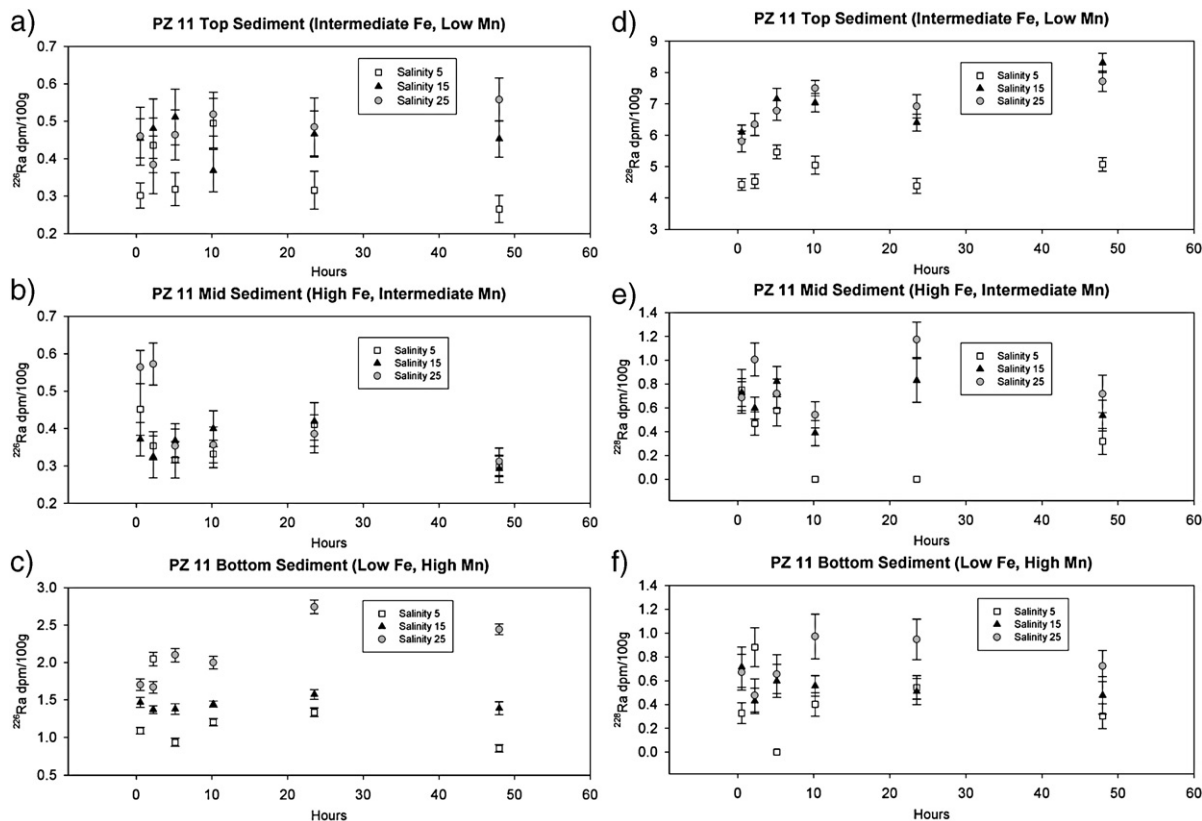 a)
PZ 11 Top Sediment (Intermediate Fe, Low Mn)
0.7
0.6
0.5
0.4
0.3
0.2
²²⁶Ra dpm/100g
Salinity 5
Salinity 15
Salinity 25
0 10 20 30 40 50 60
Hours
b)
PZ 11 Mid Sediment (High Fe, Intermediate Mn)
0.7
0.6
0.5
0.4
0.3
0.2
²²⁶Ra dpm/100g
Salinity 5
Salinity 15
Salinity 25
0 10 20 30 40 50 60
Hours
c)
PZ 11 Bottom Sediment (Low Fe, High Mn)
3.0
2.5
2.0
1.5
1.0
0.5
²²⁶Ra dpm/100g
Salinity 5
Salinity 15
Salinity 25
0 10 20 30 40 50 60
Hours
d)
PZ 11 Top Sediment (Intermediate Fe, Low Mn)
9
8
7
6
5
4
3
²²⁸Ra dpm/100g
Salinity 5
Salinity 15
Salinity 25
0 10 20 30 40 50 60
Hours
e)
PZ 11 Mid Sediment (High Fe, Intermediate Mn)
1.4
1.2
1.0
0.8
0.6
0.4
0.2
0.0
²²⁸Ra dpm/100g
Salinity 5
Salinity 15
Salinity 25
0 10 20 30 40 50 60
Hours
f)
PZ 11 Bottom Sediment (Low Fe, High Mn)
1.4
1.2
1.0
0.8
0.6
0.4
0.2
0.0
²²⁸Ra dpm/100g
Salinity 5
Salinity 15
Salinity 25
0 10 20 30 40 50 60
Hours